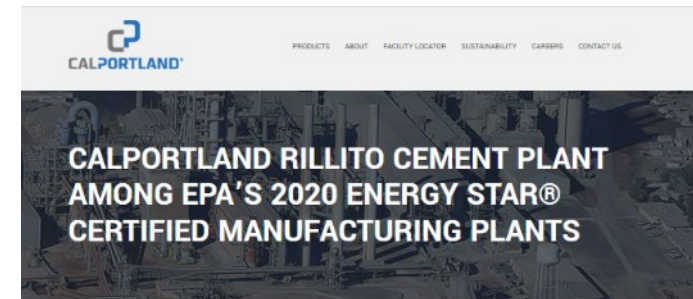 CALPORTLAND®
PRODUCTS ABOUT FACILITY LOCATOR SUSTAINABILITY CAREERS CONTACT US
CALPORTLAND RILLITO CEMENT PLANT
AMONG EPA'S 2020 ENERGY STAR®
CERTIFIED MANUFACTURING PLANTS